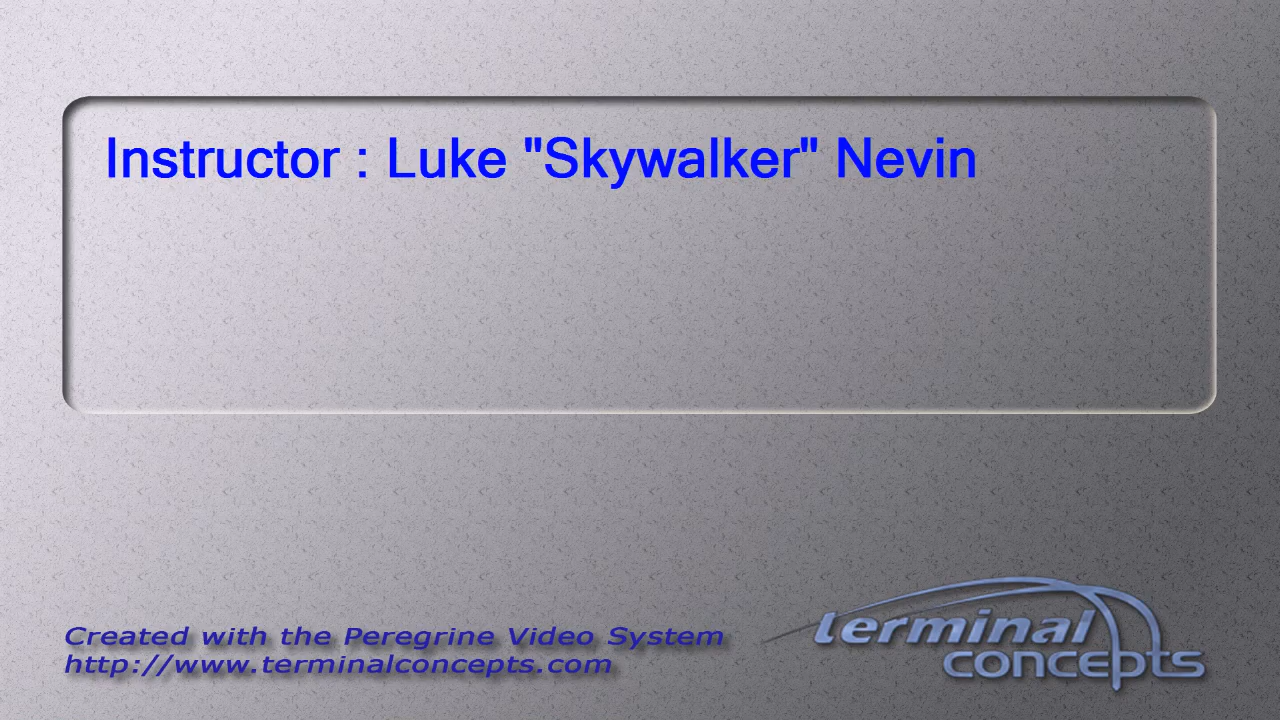 Instructor : Luke "Skywalker" Nevin
Created with the Peregrine Video System
http://www.terminalconcepts.com
terminal
concepts